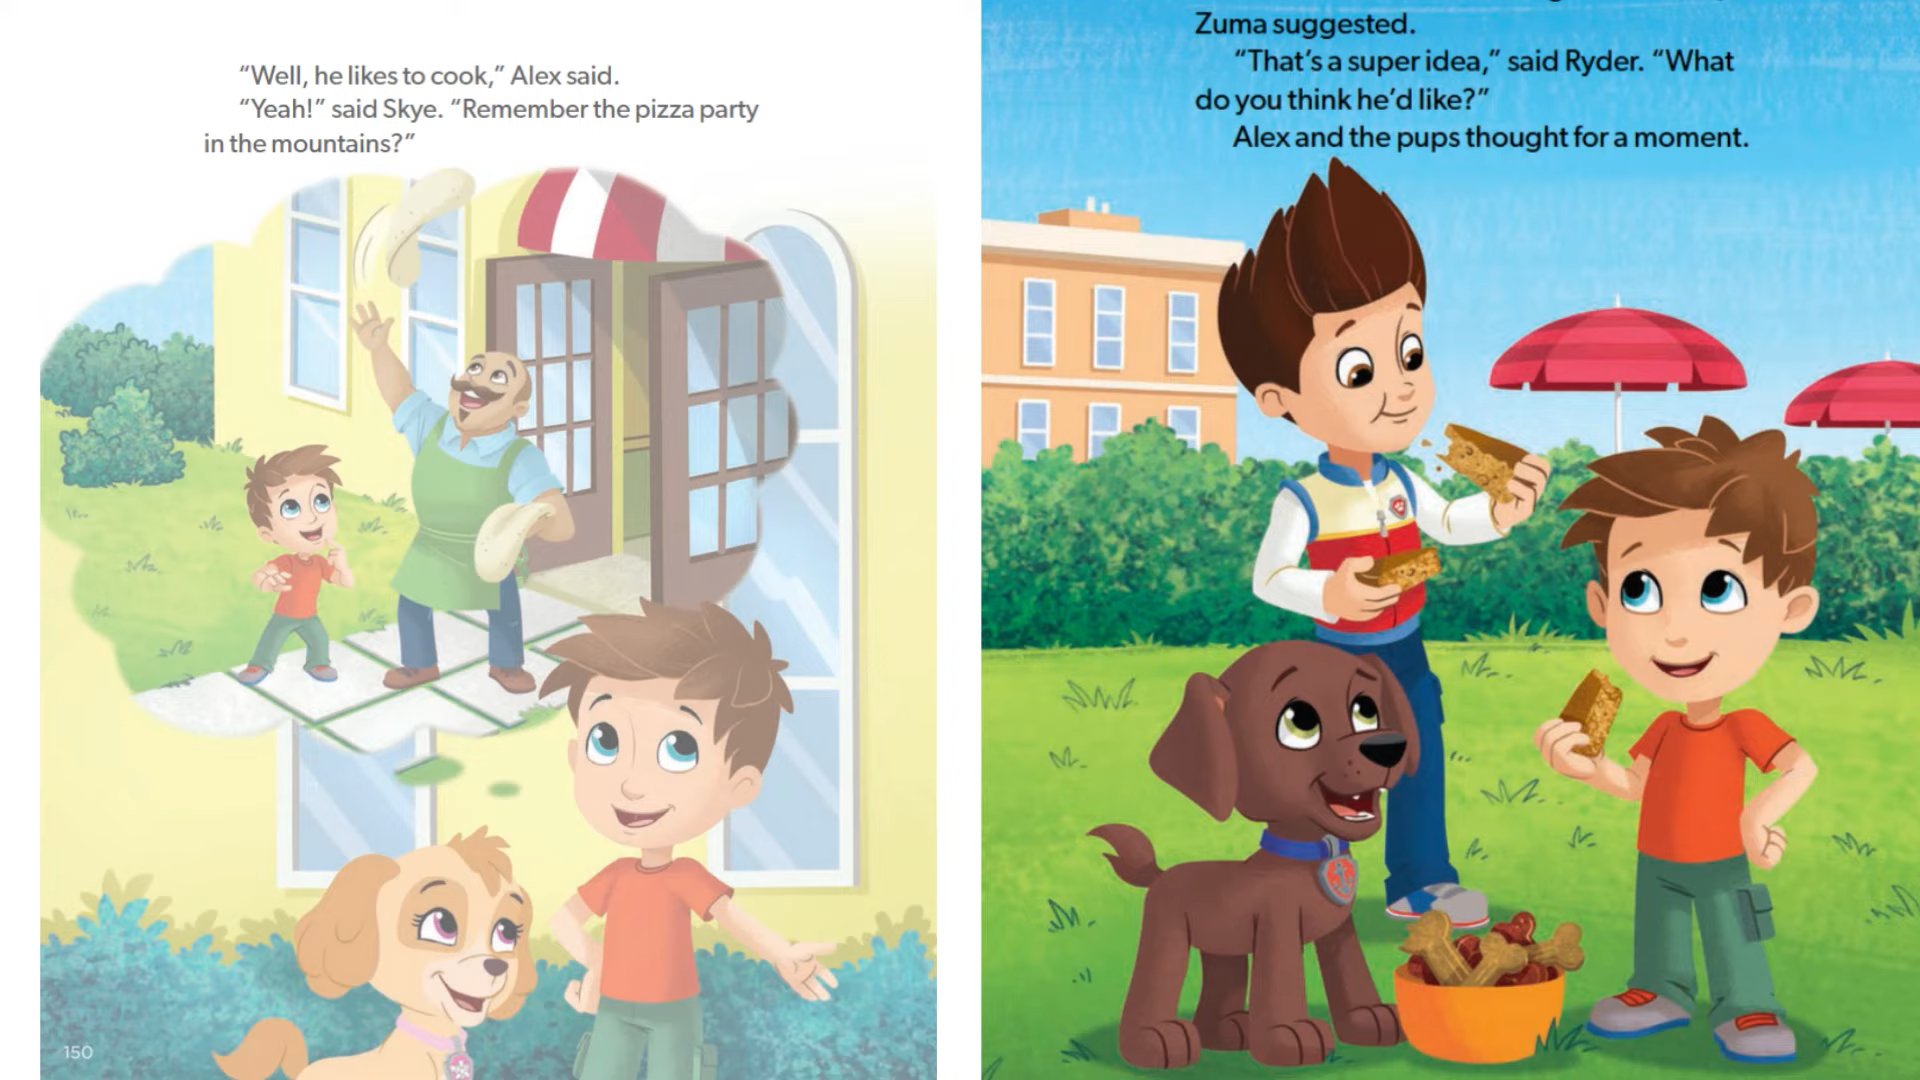 “Well, he likes to cook,” Alex said.
“Yeah!” said Skye. “Remember the pizza party
in the mountains?”
150
Zuma suggested.
“That’s a super idea,” said Ryder. “What
do you think he’d like?”
Alex and the pups thought for a moment.